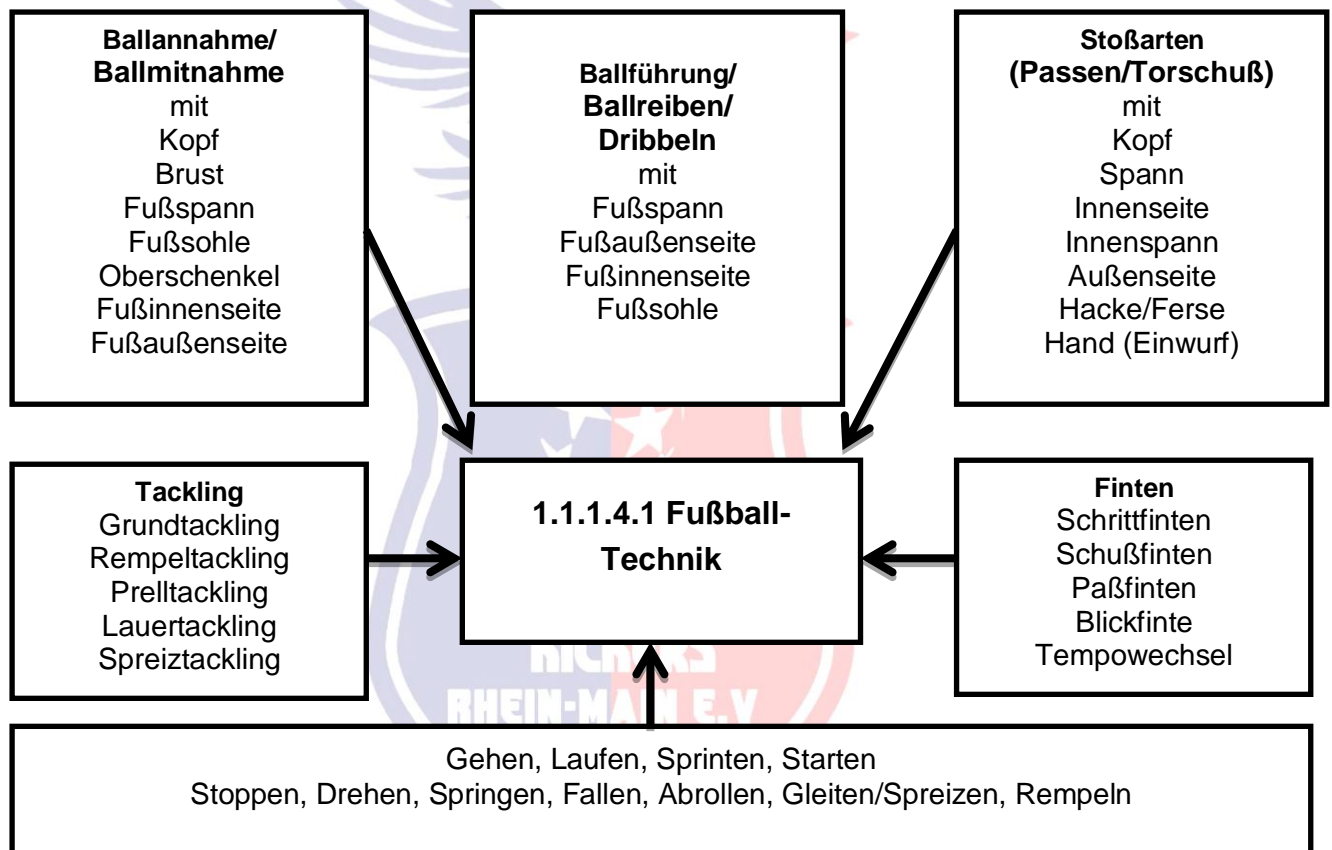 Ballannahme/
Ballmitnahme
mit
Kopf
Brust
Fußspann
Fußsohle
Oberschenkel
Fußinnenseite
Fußaußenseite
Ballführung/
Ballreiben/
Dribbeln
mit
Fußspann
Fußaußenseite
Fußinnenseite
Fußsohle
Stoßarten
(Passen/Torschuß)
mit
Kopf
Spann
Innenseite
Innenspann
Außenseite
Hacke/Ferse
Hand (Einwurf)
Tackling
Grundtackling
Rempeltackling
Prelltackling
Lauertackling
Spreiztackling
1.1.1.4.1 Fußball-
Technik
Finten
Schrittfinten
Schußfinten
Paßfinten
Blickfinte
Tempowechsel
KICKERS
RHEIN-MAIN E.V
Gehen, Laufen, Sprinten, Starten
Stoppen, Drehen, Springen, Fallen, Abrollen, Gleiten/Spreizen, Rempeln